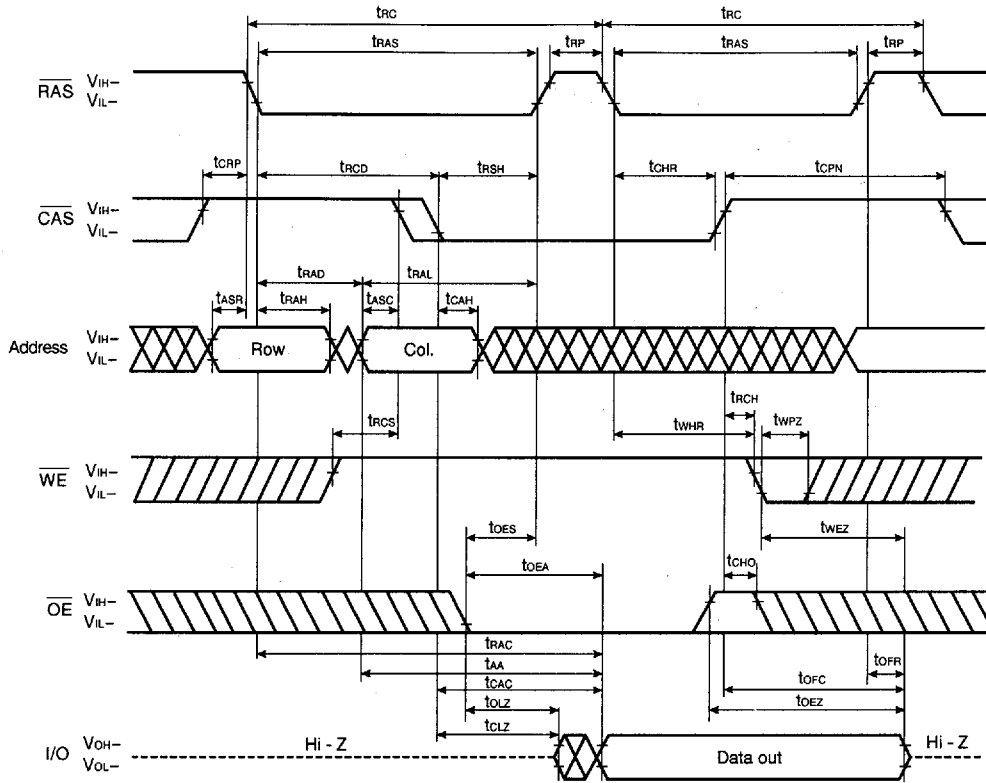 tRC tRC
tRAS tRP tRAS tRP
RAS VIH–
VIL–
tCRP tRCD tRSH tCHR tCPN
CAS VIH–
VIL–
tRAD tRAL
tASR tRAH tASC tCAH
Address VIH–
VIL–
Row Col.
tRCH
tRCS tWHR tWPZ
WE VIH–
VIL–
tOES tWEZ
tOEA tCHO
OE VIH–
VIL–
tRAC
tOFR
tAA
tOFC
tCAC
tOEZ
tOLZ
tCLZ
I/O VOH–
VOL–
Hi - Z Data out Hi - Z